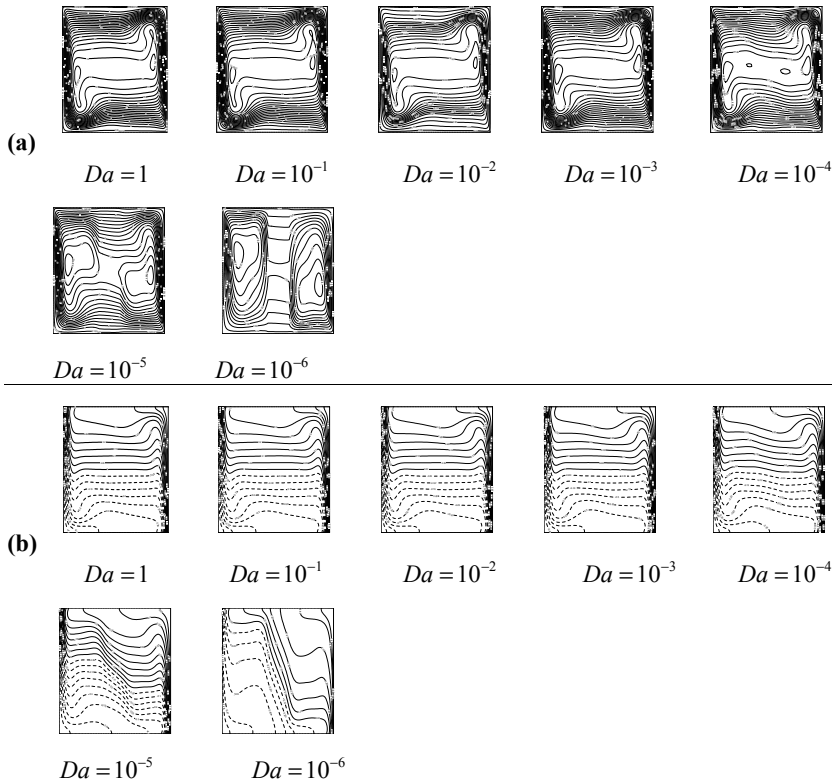 (a)
Da = 1 Da = 10⁻¹ Da = 10⁻² Da = 10⁻³ Da = 10⁻⁴
Da = 10⁻⁵ Da = 10⁻⁶
(b)
Da = 1 Da = 10⁻¹ Da = 10⁻² Da = 10⁻³ Da = 10⁻⁴
Da = 10⁻⁵ Da = 10⁻⁶